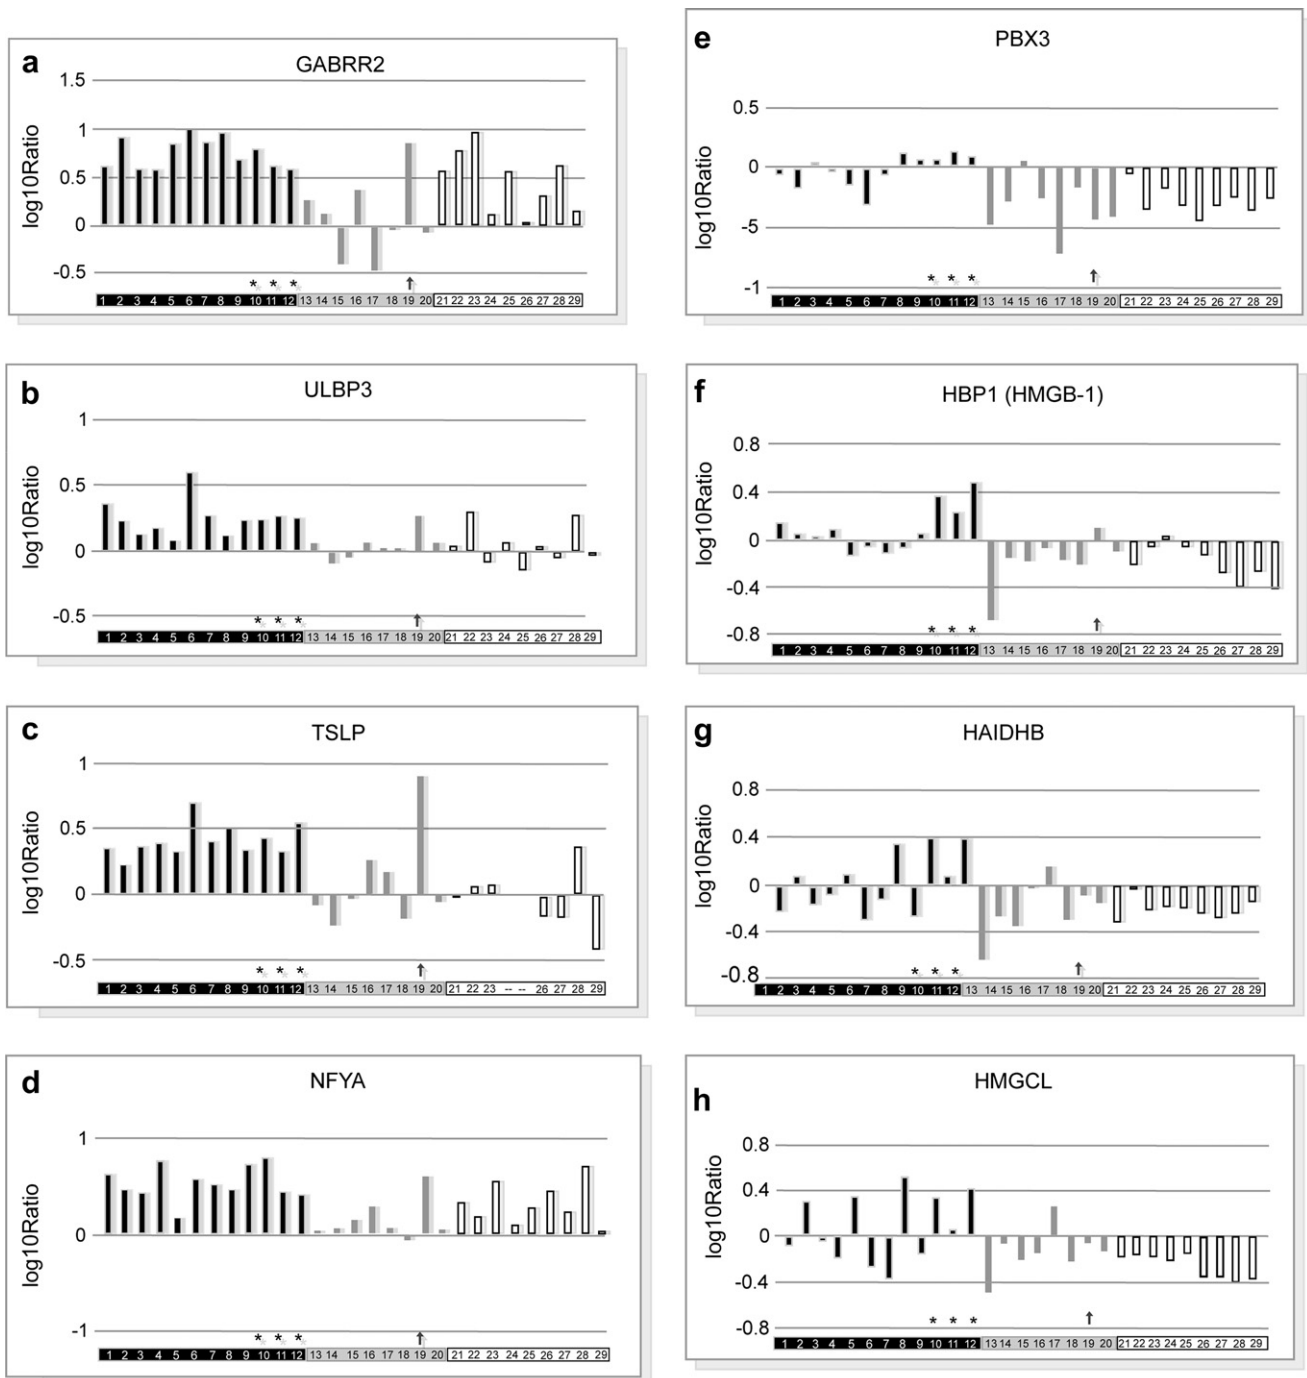 a
GABRR2
log10Ratio
1.5
1
0.5
0
-0.5
* * *
1 2 3 4 5 6 7 8 9 10 11 12 13 14 15 16 17 18 19 20 21 22 23 24 25 26 27 28 29
b
ULBP3
log10Ratio
1
0.5
0
-0.5
* * *
1 2 3 4 5 6 7 8 9 10 11 12 13 14 15 16 17 18 19 20 21 22 23 24 25 26 27 28 29
c
TSLP
log10Ratio
1
0.5
0
-0.5
* * *
1 2 3 4 5 6 7 8 9 10 11 12 13 14 15 16 17 18 19 20 21 22 23 -- -- 26 27 28 29
d
NFYA
log10Ratio
1
0
-1
* * *
1 2 3 4 5 6 7 8 9 10 11 12 13 14 15 16 17 18 19 20 21 22 23 24 25 26 27 28 29
e
PBX3
log10Ratio
0.5
0
-5
-1
* * *
1 2 3 4 5 6 7 8 9 10 11 12 13 14 15 16 17 18 19 20 21 22 23 24 25 26 27 28 29
f
HBP1 (HMGB-1)
log10Ratio
0.8
0.4
0
-0.4
-0.8
* * *
1 2 3 4 5 6 7 8 9 10 11 12 13 14 15 16 17 18 19 20 21 22 23 24 25 26 27 28 29
g
HAIDHB
log10Ratio
0.8
0.4
0
-0.4
-0.8
* * *
1 2 3 4 5 6 7 8 9 10 11 12 13 14 15 16 17 18 19 20 21 22 23 24 25 26 27 28 29
h
HMGCL
log10Ratio
0.8
0.4
0
-0.4
-0.8
* * *
1 2 3 4 5 6 7 8 9 10 11 12 13 14 15 16 17 18 19 20 21 22 23 24 25 26 27 28 29